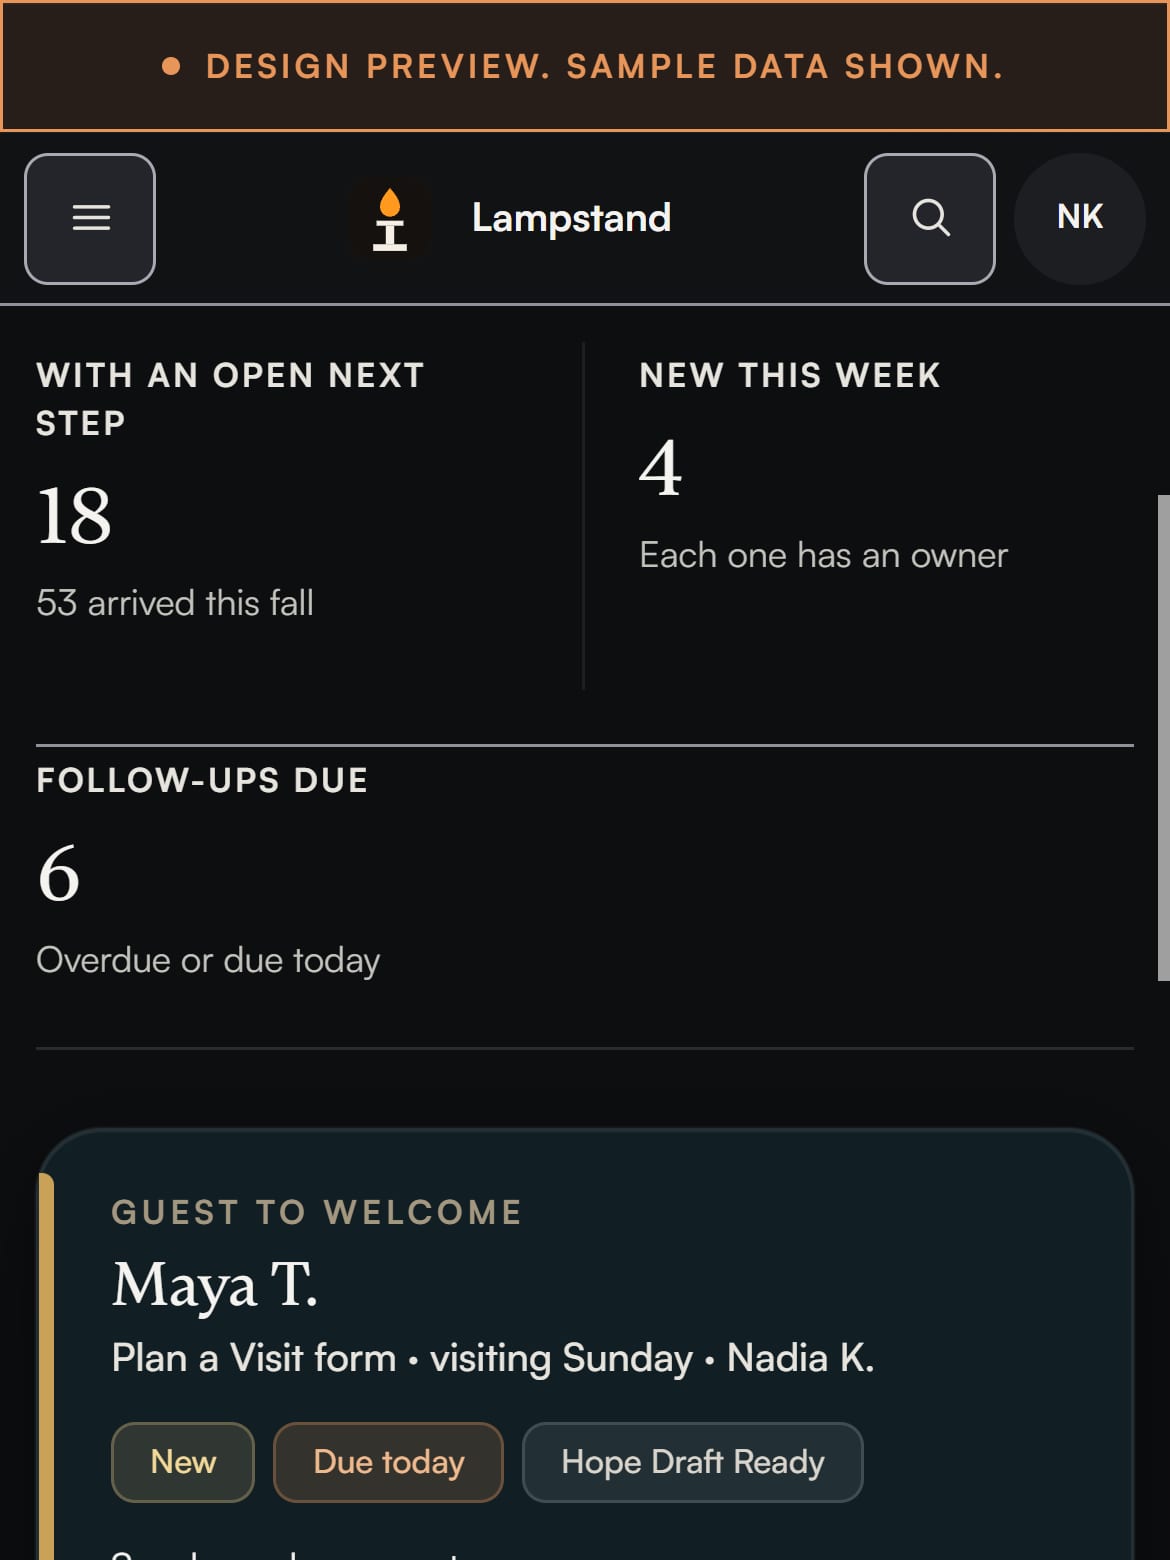 DESIGN PREVIEW. SAMPLE DATA SHOWN.
Lampstand
NK
WITH AN OPEN NEXT
STEP
18
53 arrived this fall
NEW THIS WEEK
4
Each one has an owner
FOLLOW-UPS DUE
6
Overdue or due today
GUEST TO WELCOME
Maya T.
Plan a Visit form • visiting Sunday • Nadia K.
New
Due today
Hope Draft Ready